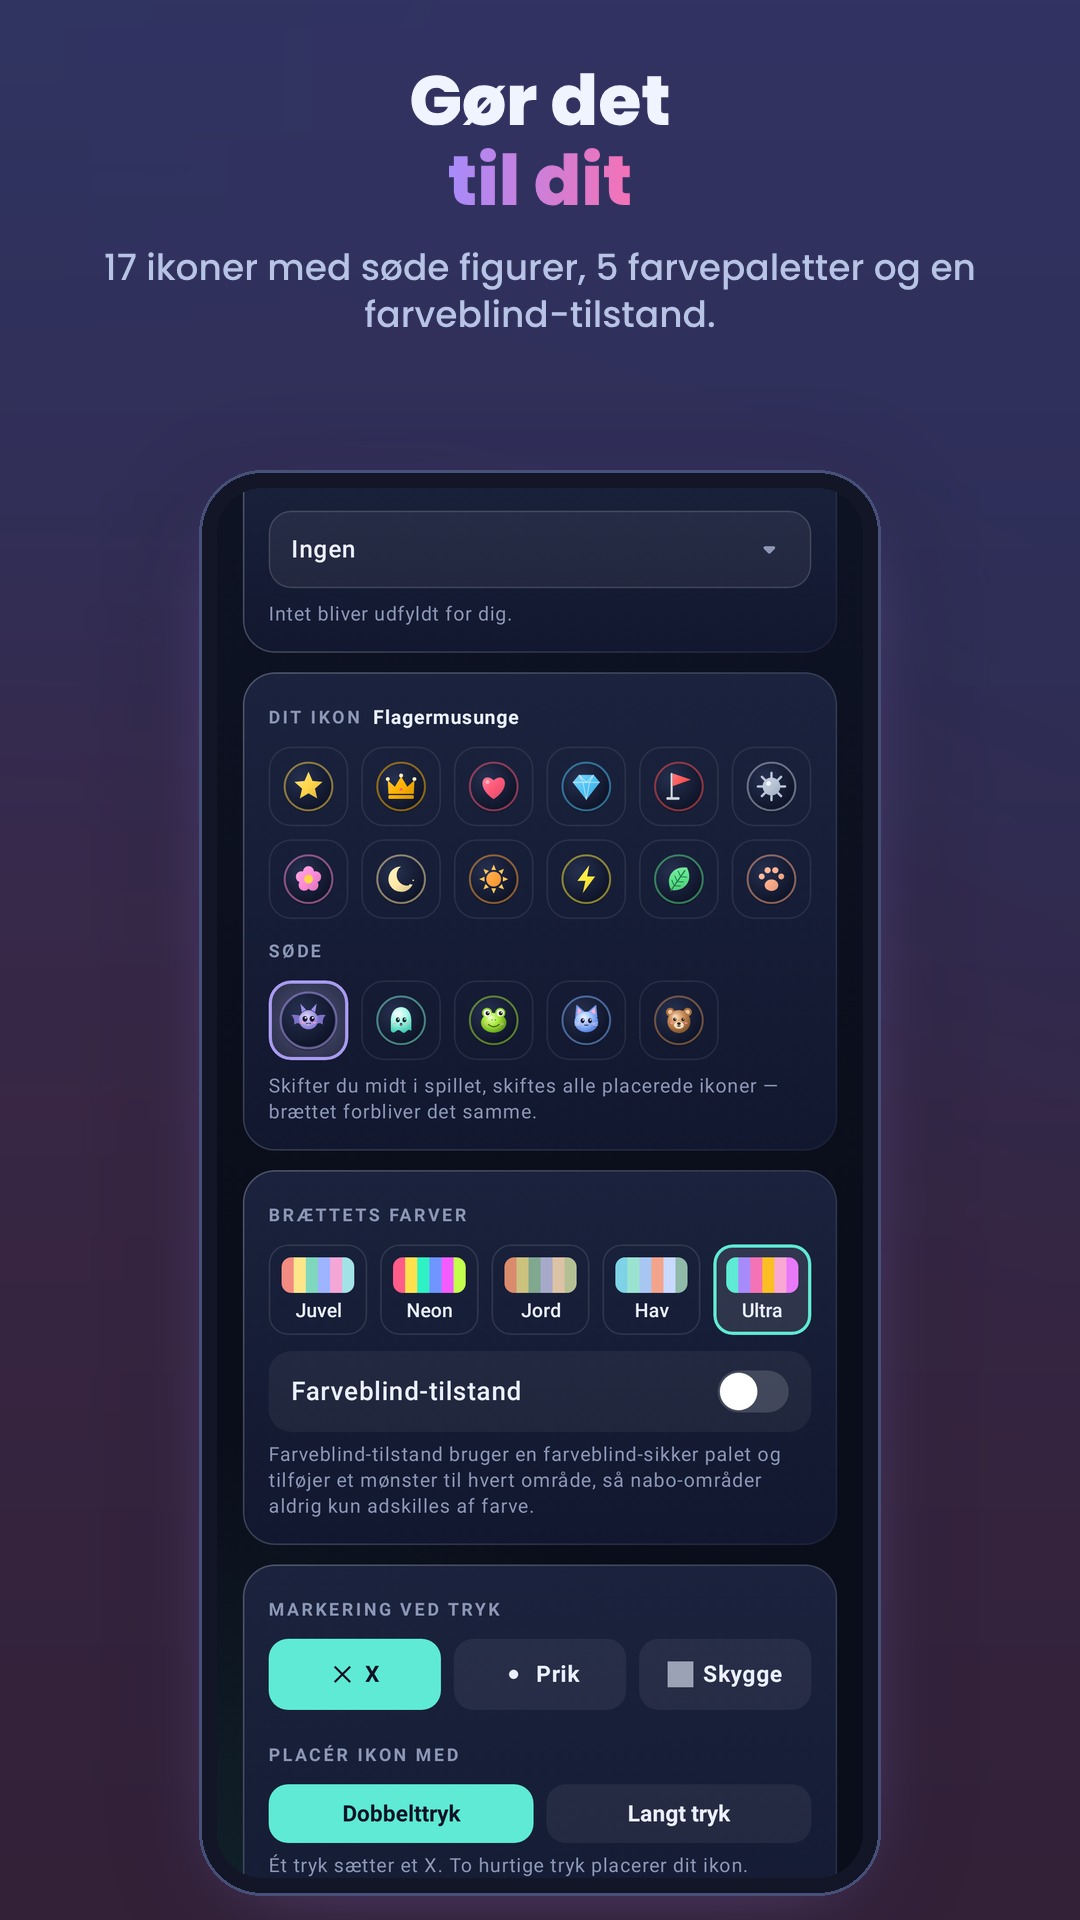 Gør det
til dit
17 ikoner med søde figurer, 5 farvepaletter og en
farveblind-tilstand.
Ingen
Intet bliver udfyldt for dig.
DIT IKON Flagermusunge
SØDE
Skifter du midt i spillet, skiftes alle placerede ikoner —
brættet forbliver det samme.
BRÆTTETS FARVER
Juvel Neon Jord Hav Ultra
Farveblind-tilstand
Farveblind-tilstand bruger en farveblind-sikker palet og
tilføjer et mønster til hvert område, så nabo-områder
aldrig kun adskilles af farve.
MARKERING VED TRYK
X Prik Skygge
PLACÉR IKON MED
Dobbelttryk Langt tryk
Ét tryk sætter et X. To hurtige tryk placerer dit ikon.